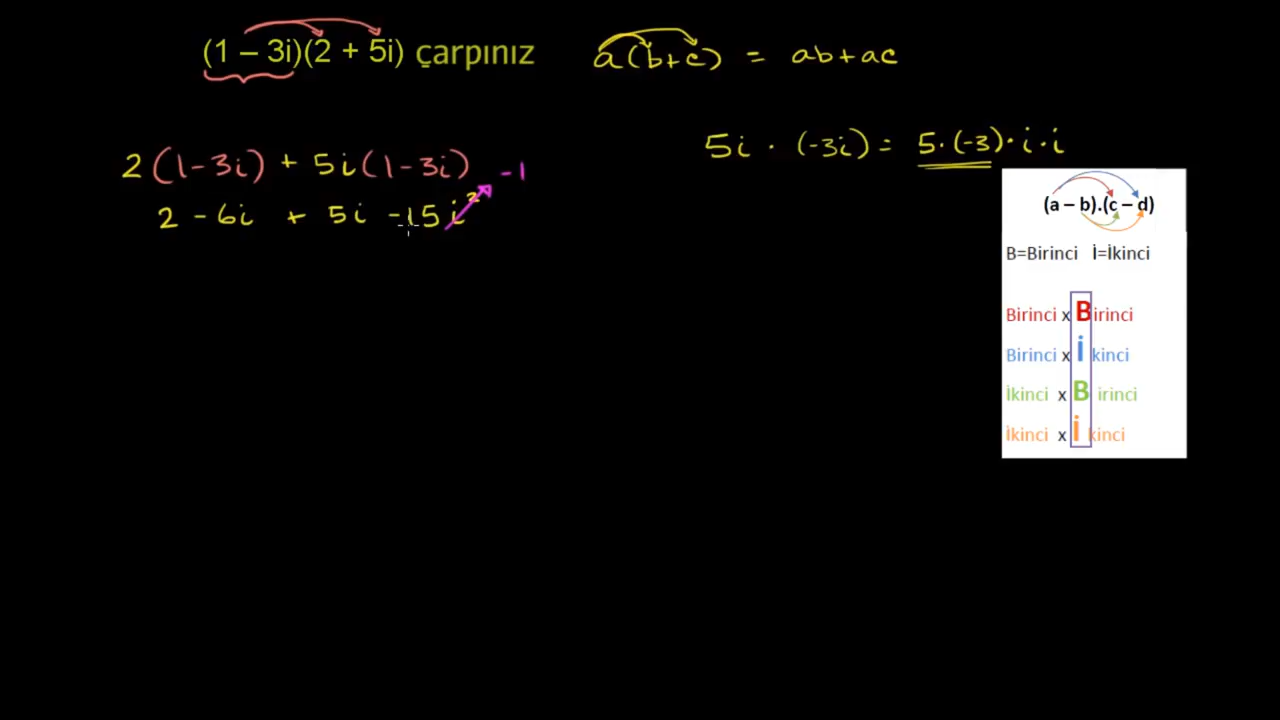 (1 – 3i)(2 + 5i) çarpınız
a(b+c) = ab+ac
5i · (-3i) = 5·(-3)·i·i
2(1-3i) + 5i(1-3i)
-1
2 - 6i + 5i -15i²
(a – b).(c – d)
B=Birinci İ=İkinci
Birinci x Birinci
Birinci x İkinci
İkinci x Birinci
İkinci x İkinci